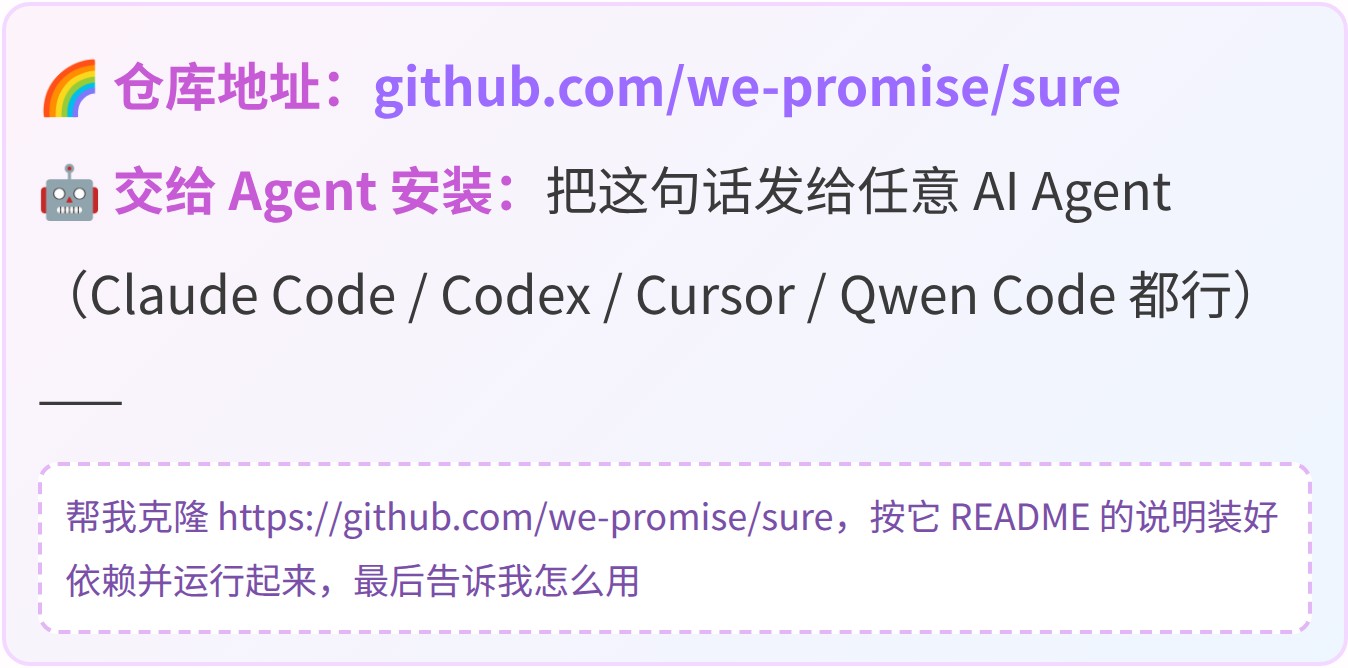 🌈 仓库地址：github.com/we-promise/sure
🤖 交给 Agent 安装：把这句话发给任意 AI Agent
（Claude Code / Codex / Cursor / Qwen Code 都行）
——
帮我克隆 https://github.com/we-promise/sure，按它 README 的说明装好
依赖并运行起来，最后告诉我怎么用